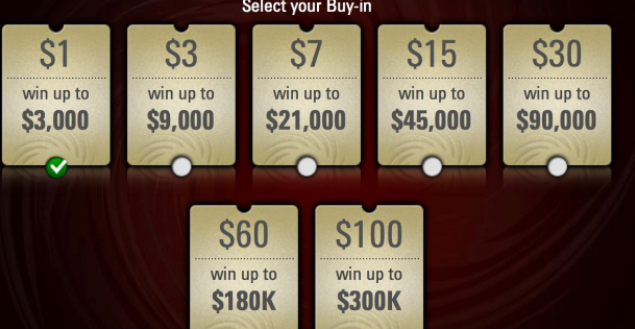 Select your Buy-in
$1
win up to
$3,000
$3
win up to
$9,000
$7
win up to
$21,000
$15
win up to
$45,000
$30
win up to
$90,000
$60
win up to
$180K
$100
win up to
$300K